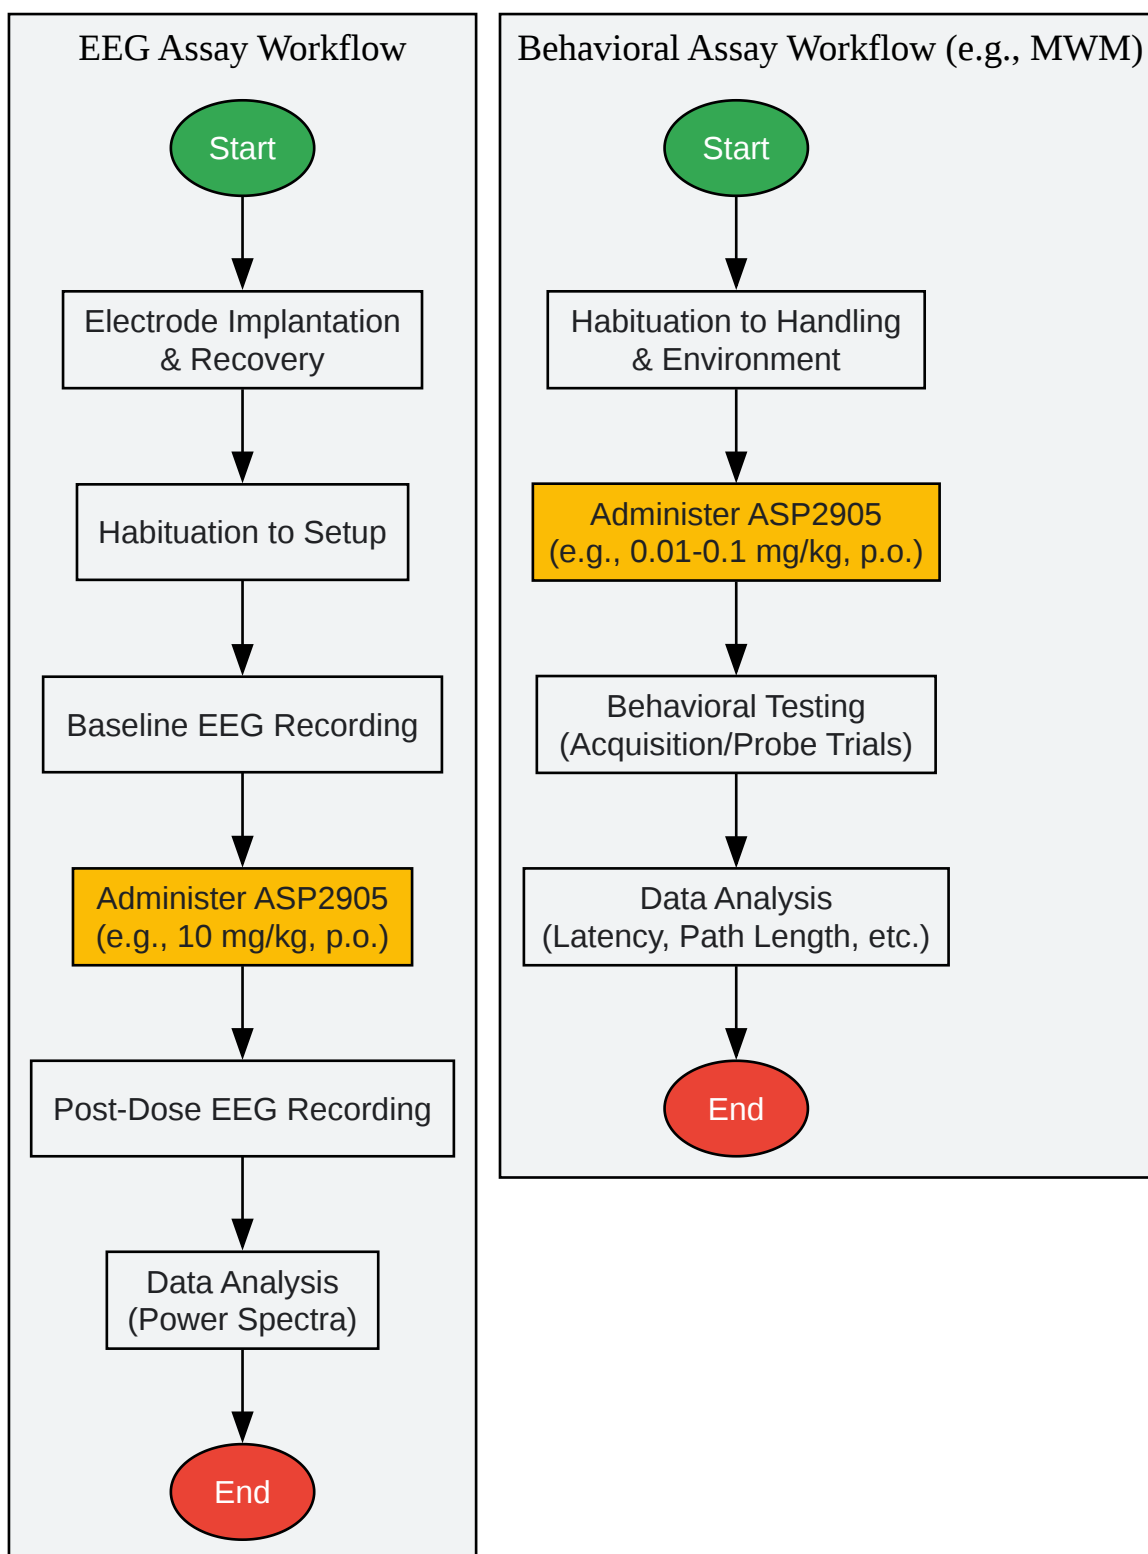 EEG Assay Workflow
Start
Electrode Implantation
& Recovery
Habituation to Setup
Baseline EEG Recording
Administer ASP2905
(e.g., 10 mg/kg, p.o.)
Post-Dose EEG Recording
Data Analysis
(Power Spectra)
End
Behavioral Assay Workflow (e.g., MWM)
Start
Habituation to Handling
& Environment
Administer ASP2905
(e.g., 0.01-0.1 mg/kg, p.o.)
Behavioral Testing
(Acquisition/Probe Trials)
Data Analysis
(Latency, Path Length, etc.)
End